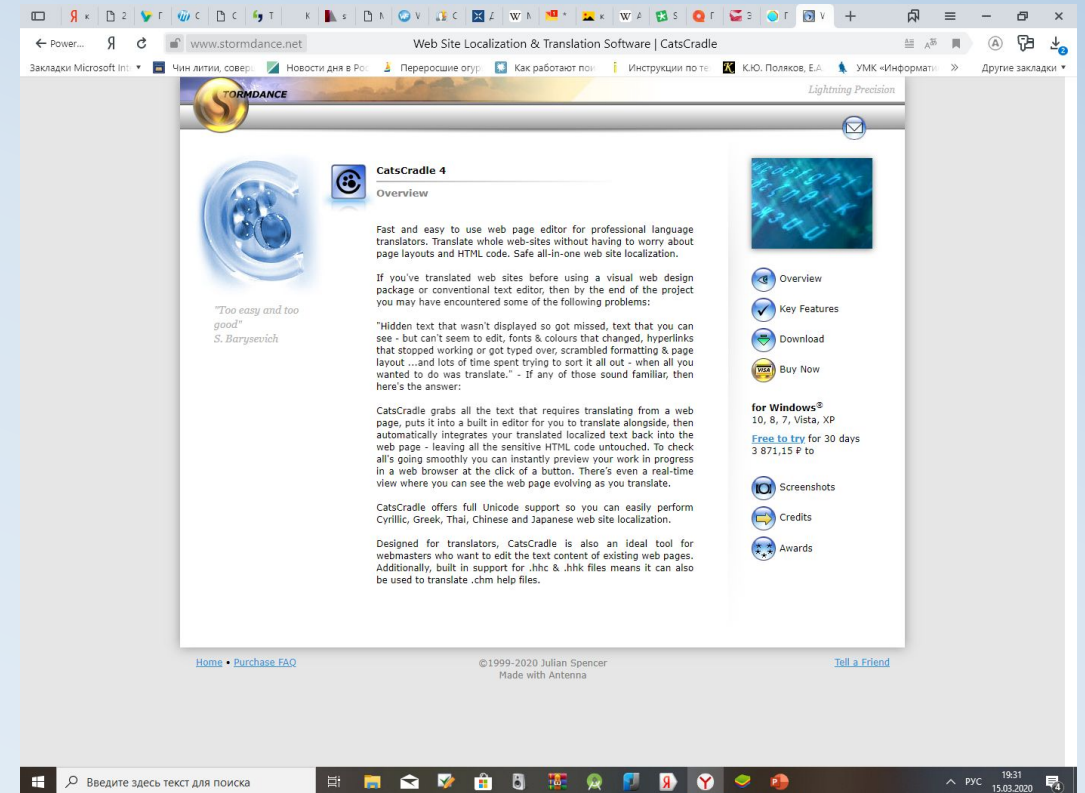 Power...
www.stormdance.net
Web Site Localization & Translation Software | CatsCradle
Закладки Microsoft Int
Чин литии, совер
Новости дня в Рос
Переросшие огур
Как работают пои
Инструкции по те
К.Ю. Поляков, Е.А
УМК «Информати
Другие закладки
STORMDANCE
Lightning Precision
CatsCradle 4
Overview
Fast and easy to use web page editor for professional language
translators. Translate whole web-sites without having to worry about
page layouts and HTML code. Safe all-in-one web site localization.
If you've translated web sites before using a visual web design
package or conventional text editor, then by the end of the project
you may have encountered some of the following problems:
"Hidden text that wasn't displayed so got missed, text that you can
see - but can't seem to edit, fonts & colours that changed, hyperlinks
that stopped working or got typed over, scrambled formatting & page
layout ...and lots of time spent trying to sort it all out - when all you
wanted to do was translate." - If any of those sound familiar, then
here's the answer:
CatsCradle grabs all the text that requires translating from a web
page, puts it into a built in editor for you to translate alongside, then
automatically integrates your translated localized text back into the
web page - leaving all the sensitive HTML code untouched. To check
all's going smoothly you can instantly preview your work in progress
in a web browser at the click of a button. There's even a real-time
view where you can see the web page evolving as you translate.
CatsCradle offers full Unicode support so you can easily perform
Cyrillic, Greek, Thai, Chinese and Japanese web site localization.
Designed for translators, CatsCradle is also an ideal tool for
webmasters who want to edit the text content of existing web pages.
Additionally, built in support for .hhc & .hhk files means it can also
be used to translate .chm help files.
"Too easy and too
good"
S. Barysevich
Overview
Key Features
Download
Buy Now
for Windows®
10, 8, 7, Vista, XP
Free to try for 30 days
3 871,15 ₽ to
Screenshots
Credits
Awards
Home • Purchase FAQ
©1999-2020 Julian Spencer
Made with Antenna
Tell a Friend
Введите здесь текст для поиска
РУС
19:31
15.03.2020